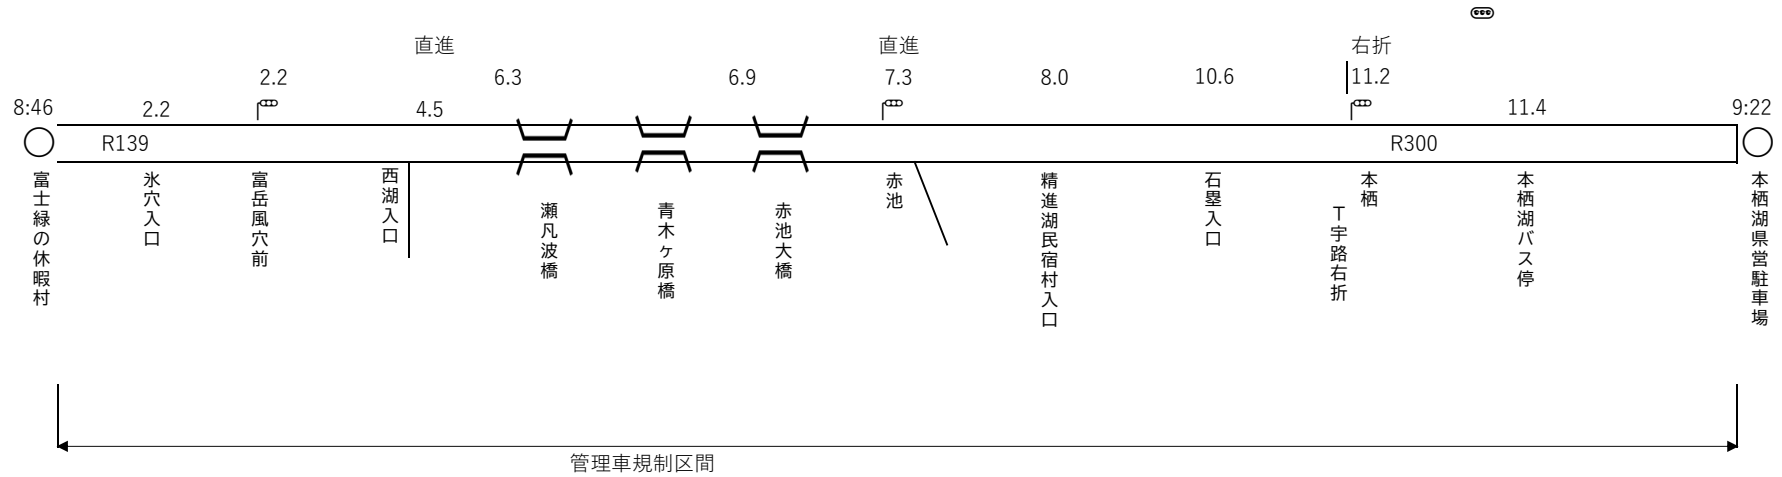 直進
直進
右折
2.2
6.3
6.9
7.3
8.0
10.6
11.2
8:46
2.2
4.5
11.4
9:22
R139
R300
富士緑の休暇村
氷穴入口
富岳風穴前
西湖入口
瀬凡波橋
青木ヶ原橋
赤池大橋
赤池
精進湖民宿村入口
石塁入口
T字路右折
本栖
本栖湖バス停
本栖湖県営駐車場
管理車規制区間